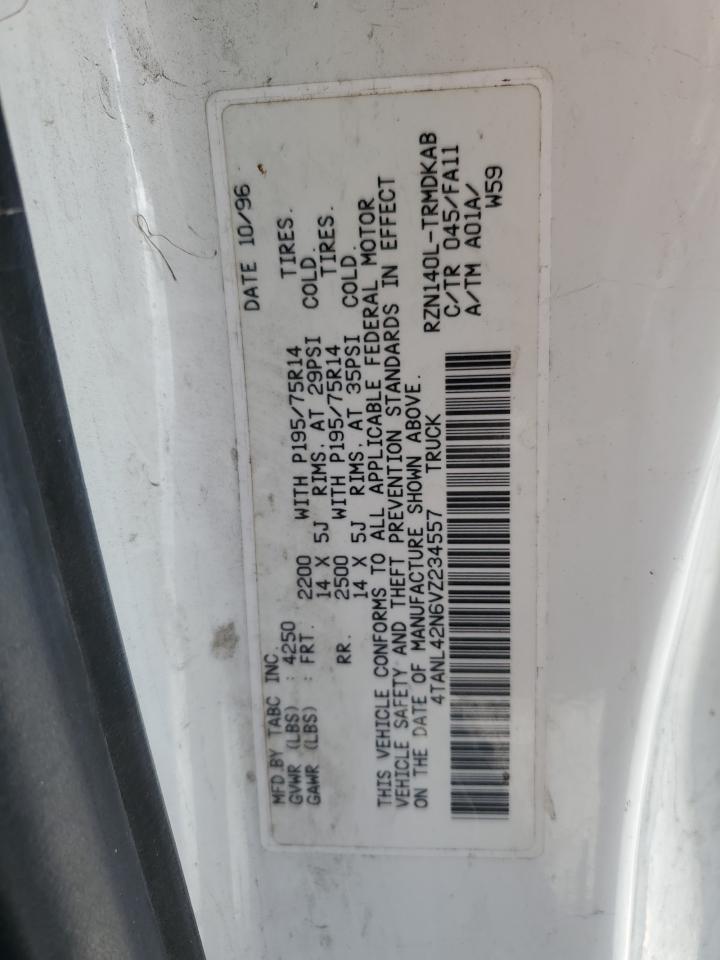 MFD.BY TABC INC. DATE 10/96
GVWR (LBS) : 4250
GAWR (LBS) : FRT. 2200 WITH P195/75R14 TIRES.
14 X 5J RIMS. AT 29PSI COLD.
RR. 2500 WITH P195/75R14 TIRES.
14 X 5J RIMS. AT 35PSI COLD.
THIS VEHICLE CONFORMS TO ALL APPLICABLE FEDERAL MOTOR
VEHICLE SAFETY AND THEFT PREVENTION STANDARDS IN EFFECT
ON THE DATE OF MANUFACTURE SHOWN ABOVE.
4TANL42N6VZ234557 TRUCK
RZN140L-TRMDKAB
C/TR 045/FA11
A/TM A01A/
W59